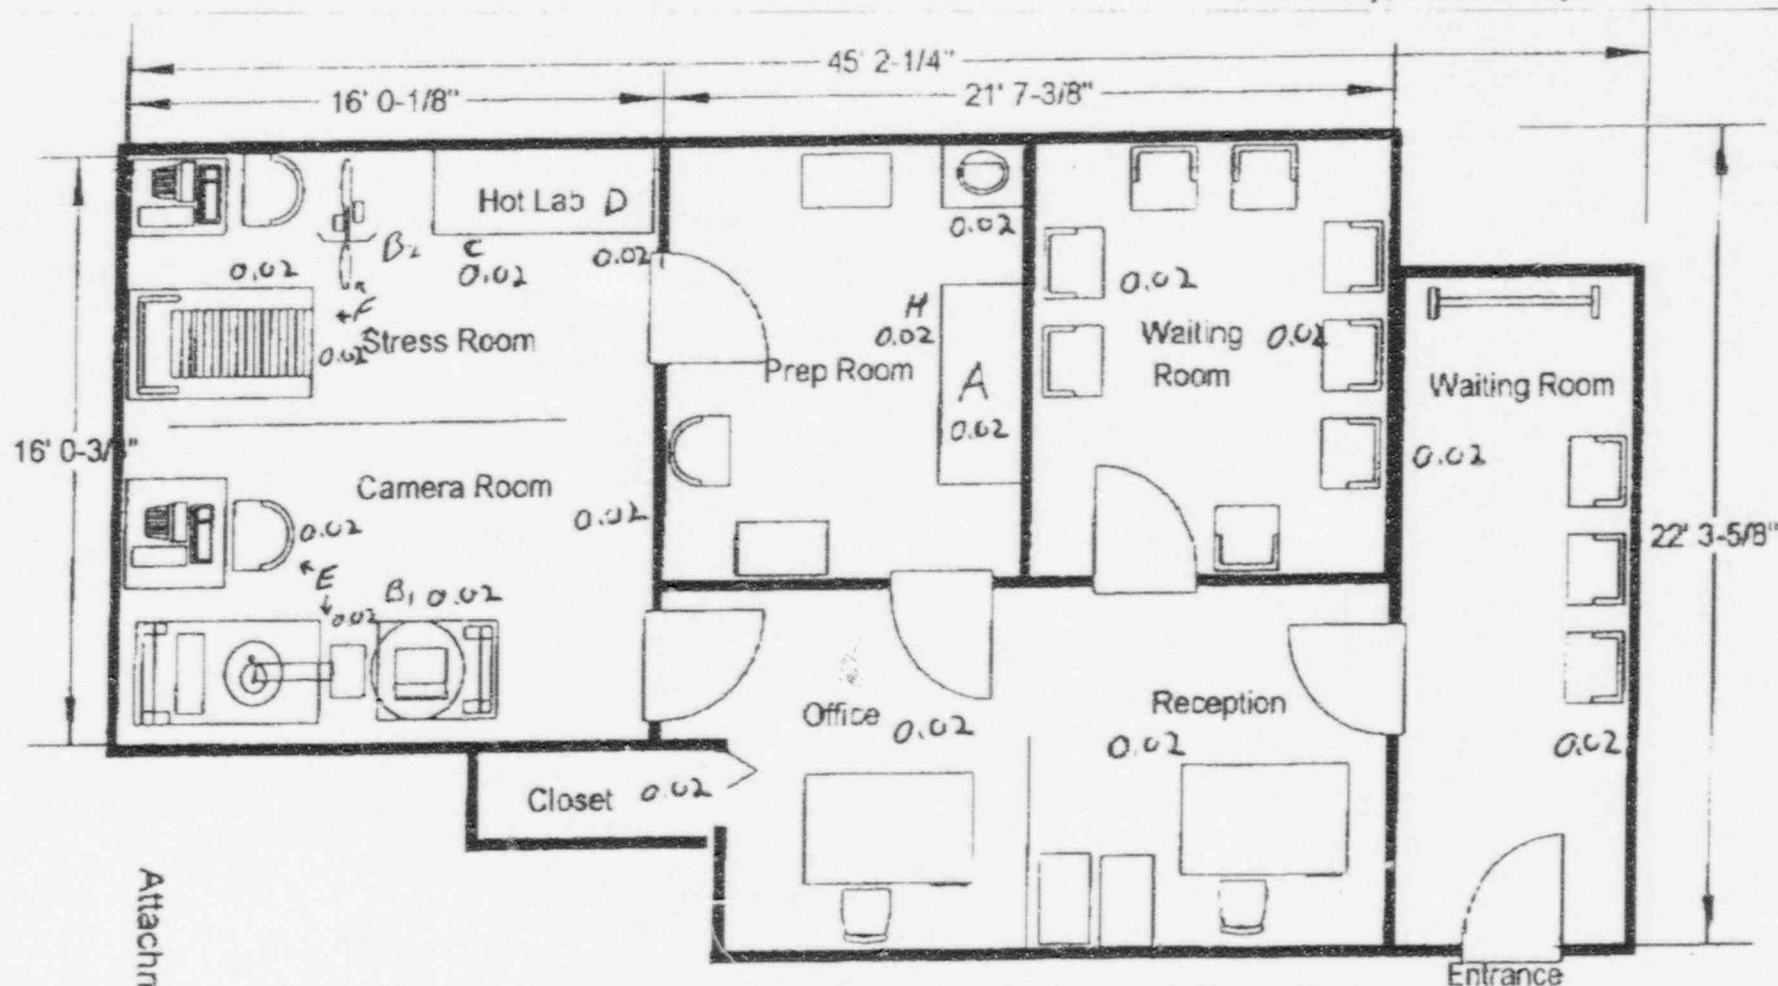 45' 2-1/4"
16' 0-1/8"
21' 7-3/8"
Hot Lab D
0.02
B2
C
0.02
0.02
0.02
0.02
F
Stress Room
0.02
H
0.02
Prep Room
A
0.02
Waiting
Room
0.02
Waiting Room
0.02
16' 0-3/
Camera Room
0.02
0.02
E
0.02
B1 0.02
22' 3-5/8"
Office
0.02
Reception
0.02
0.02
Closet 0.02
Attachm
Entrance